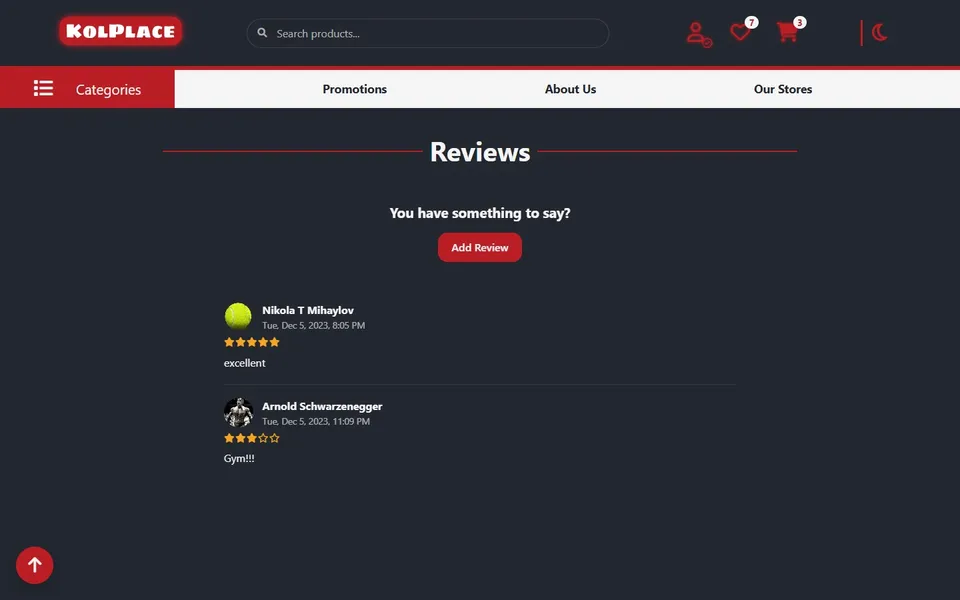 KOLPLACE
Search products...
7
3
Categories
Promotions
About Us
Our Stores
Reviews
You have something to say?
Add Review
Nikola T Mihaylov
Tue, Dec 5, 2023, 8:05 PM
excellent
Arnold Schwarzenegger
Tue, Dec 5, 2023, 11:09 PM
Gym!!!